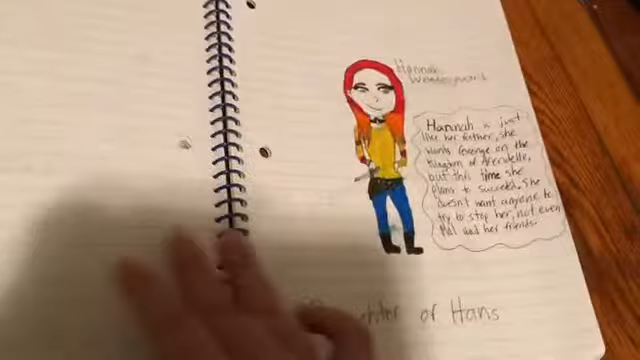 Hannah
Westergaard
Hannah is just
like her father, she
wants revenge on the
kingdom of Arendelle,
but this time she
plans to succeed. She
doesn't want anyone to
try to stop her, not even
Mal and her friends.
of Hans